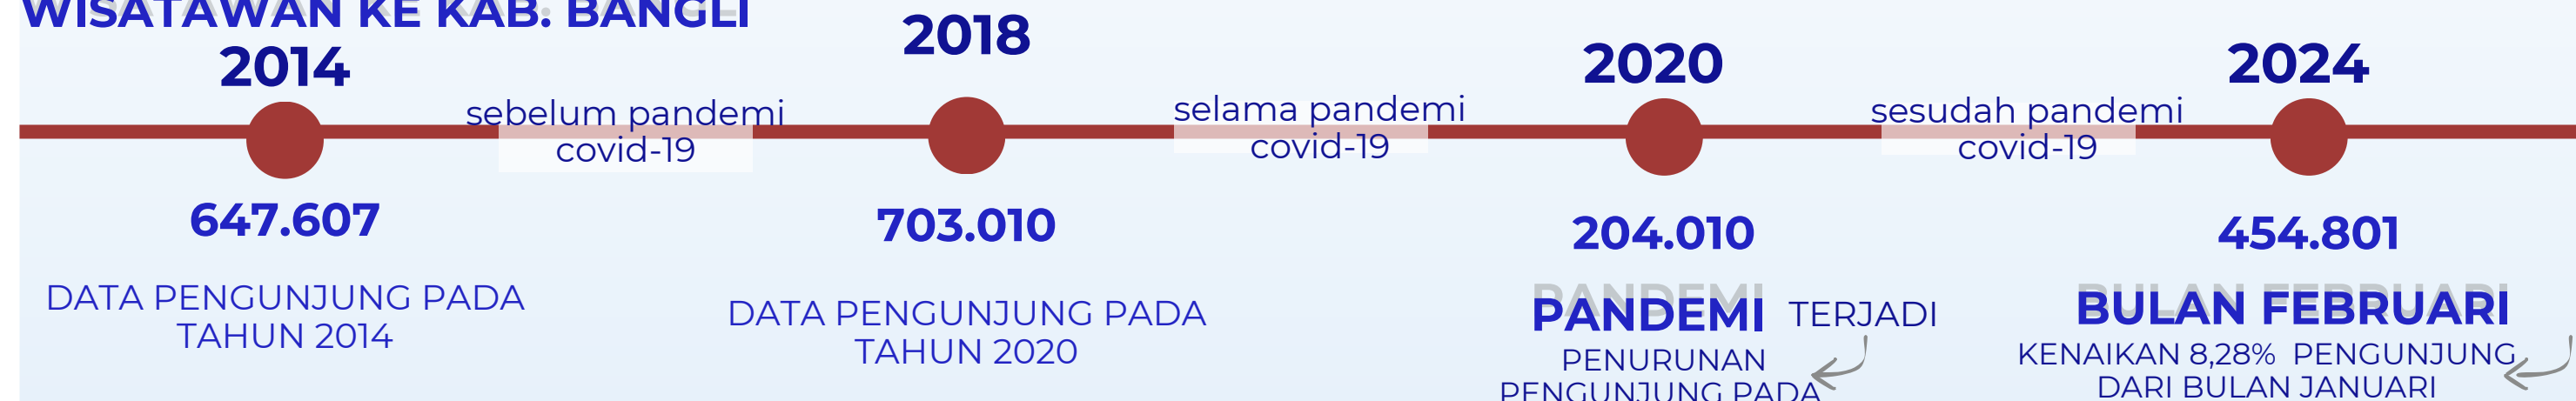 WISATAWAN KE KAB. BANGLI
2014
2018
2020
2024
sebelum pandemi
covid-19
selama pandemi
covid-19
sesudah pandemi
covid-19
647.607
703.010
204.010
454.801
DATA PENGUNJUNG PADA
TAHUN 2014
DATA PENGUNJUNG PADA
TAHUN 2020
PANDEMI TERJADI
PENURUNAN
PENGUNJUNG PADA
BULAN FEBRUARI
KENAIKAN 8,28% PENGUNJUNG
DARI BULAN JANUARI